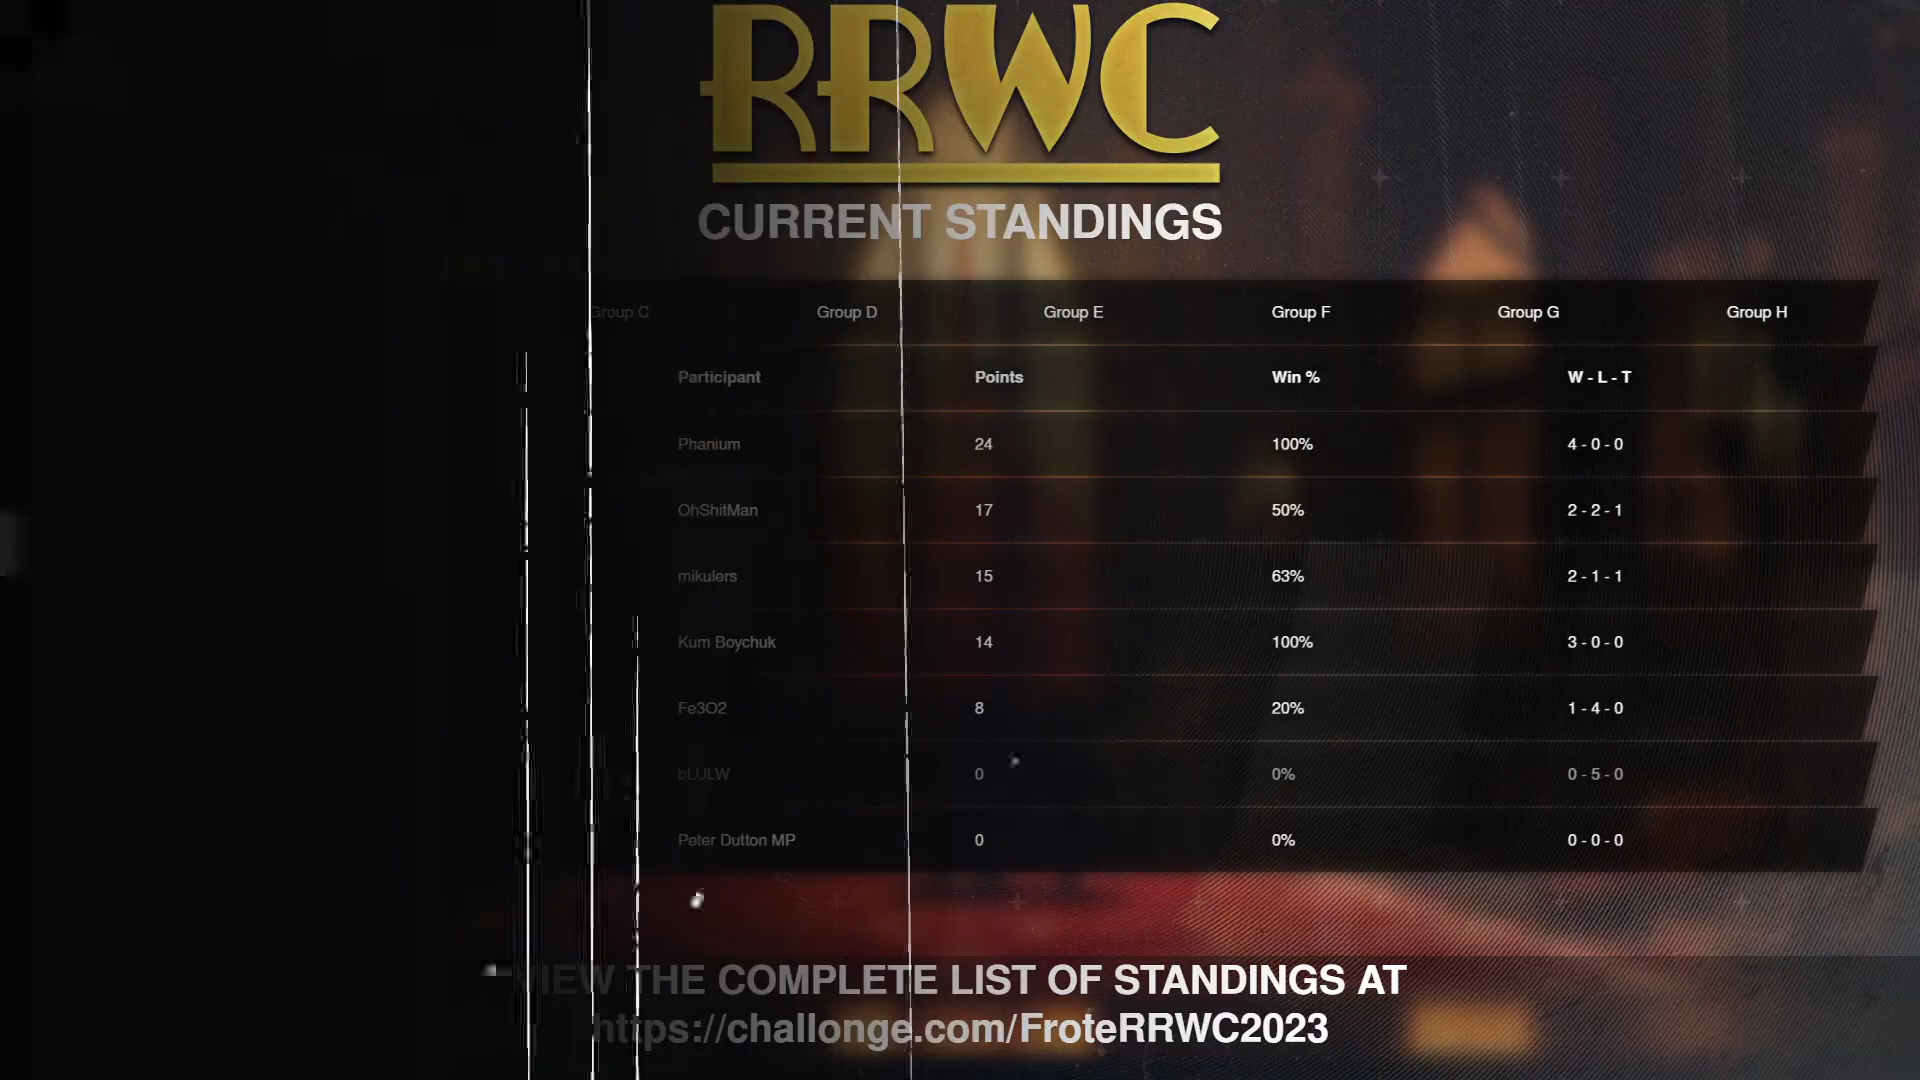 RRWC
CURRENT STANDINGS
Group C Group D Group E Group F Group G Group H
Participant Points Win % W - L - T
Phanium 24 100% 4 - 0 - 0
OhShitMan 17 50% 2 - 2 - 1
mikulers 15 63% 2 - 1 - 1
Kum Boychuk 14 100% 3 - 0 - 0
Fe3O2 8 20% 1 - 4 - 0
bLULW 0 0% 0 - 5 - 0
Peter Dutton MP 0 0% 0 - 0 - 0
VIEW THE COMPLETE LIST OF STANDINGS AT
https://challonge.com/FroteRRWC2023